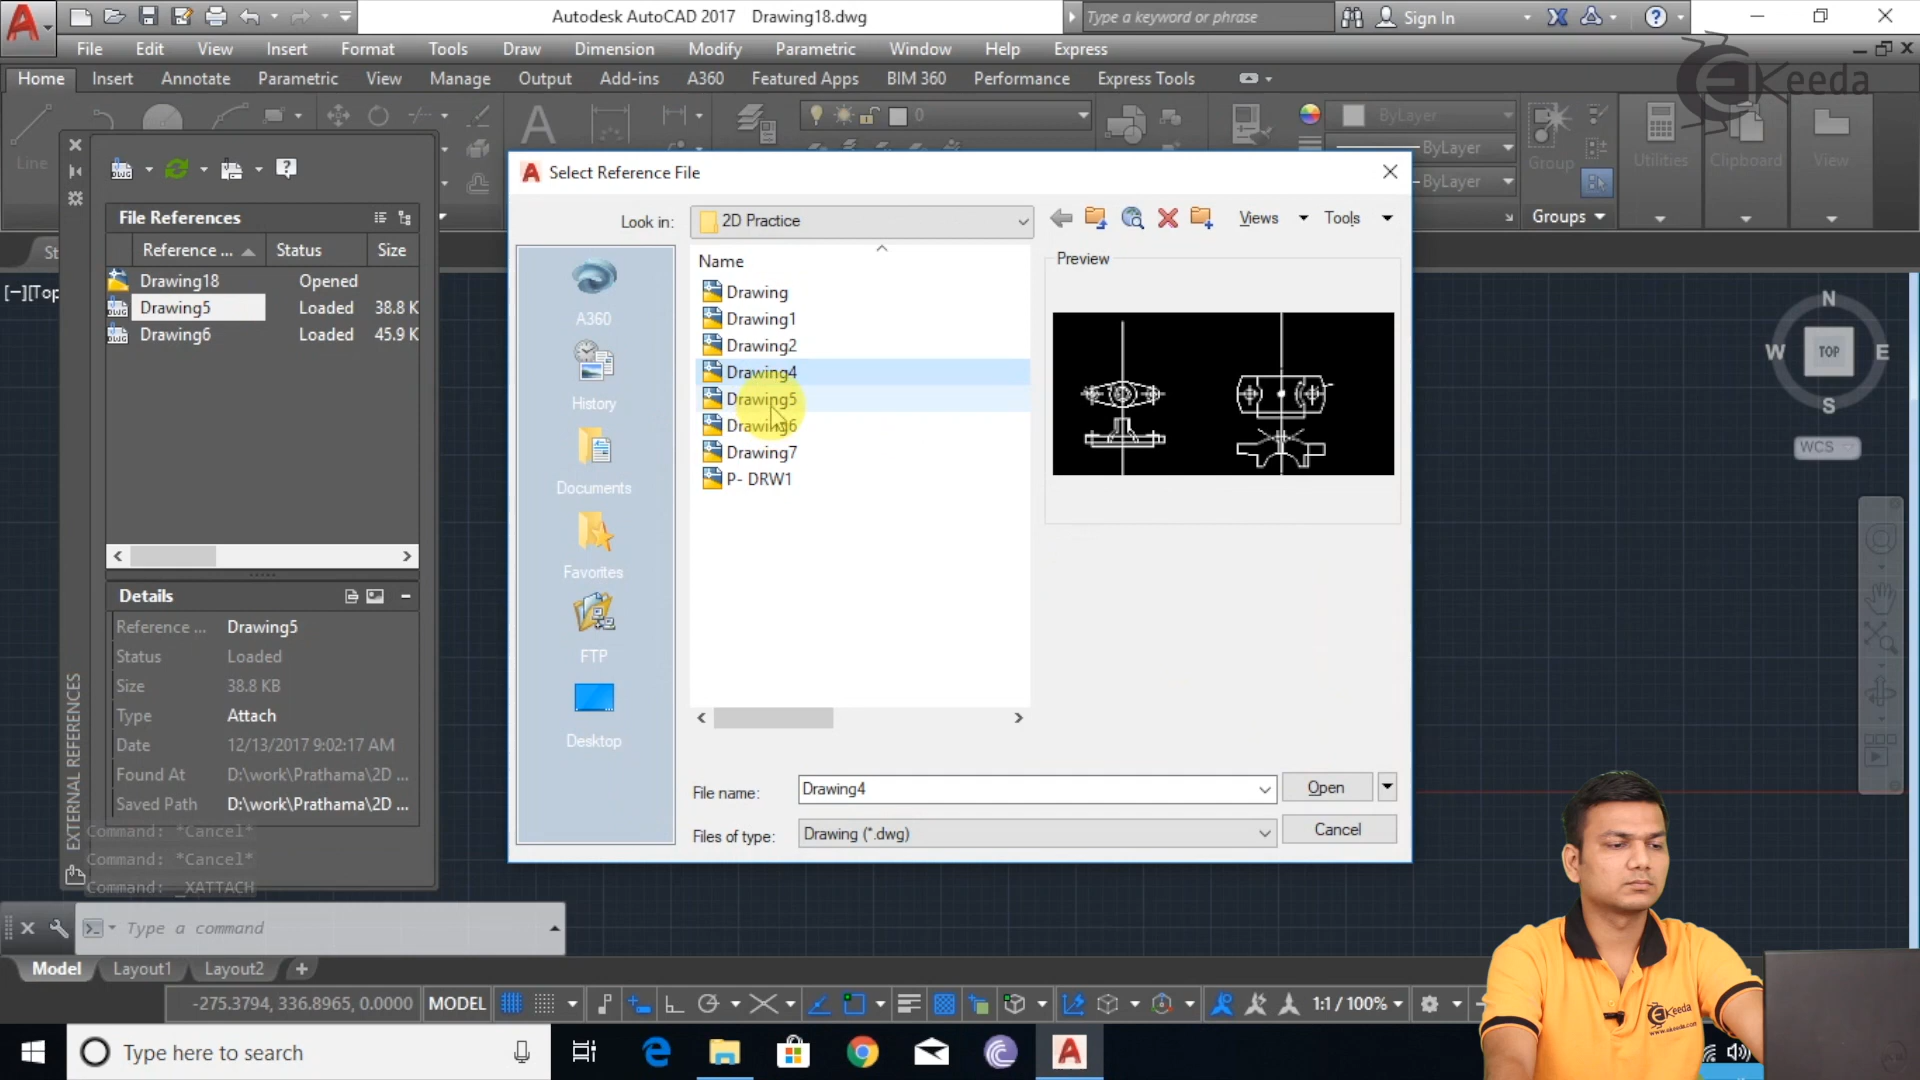 Autodesk AutoCAD 2017 Drawing18.dwg
Type a keyword or phrase
Sign In
File Edit View Insert Format Tools Draw Dimension Modify Parametric Window Help Express
Home Insert Annotate Parametric View Manage Output Add-ins A360 Featured Apps BIM 360 Performance Express Tools
Keeda
Line
0
ByLayer
ByLayer
ByLayer
Group
Utilities
Clipboard
View
Groups
File References
Reference ... Status Size
Drawing18 Opened
Drawing5 Loaded 38.8 K
Drawing6 Loaded 45.9 K
Details
Reference ... Drawing5
Status Loaded
Size 38.8 KB
Type Attach
Date 12/13/2017 9:02:17 AM
Found At D:\work\Prathama\2D ...
Saved Path D:\work\Prathama\2D ...
EXTERNAL REFERENCES
[−][Top
Select Reference File
Look in: 2D Practice
Views Tools
A360
History
Documents
Favorites
FTP
Desktop
Name
Drawing
Drawing1
Drawing2
Drawing4
Drawing5
Drawing6
Drawing7
P- DRW1
Preview
File name: Drawing4
Open
Files of type: Drawing (*.dwg)
Cancel
N
W TOP E
S
WCS
Command: *Cancel*
Command: *Cancel*
Command: _XATTACH
Type a command
Model Layout1 Layout2 +
-275.3794, 336.8965, 0.0000 MODEL
1:1 / 100%
Type here to search
Keeda
www.ekeeda.com